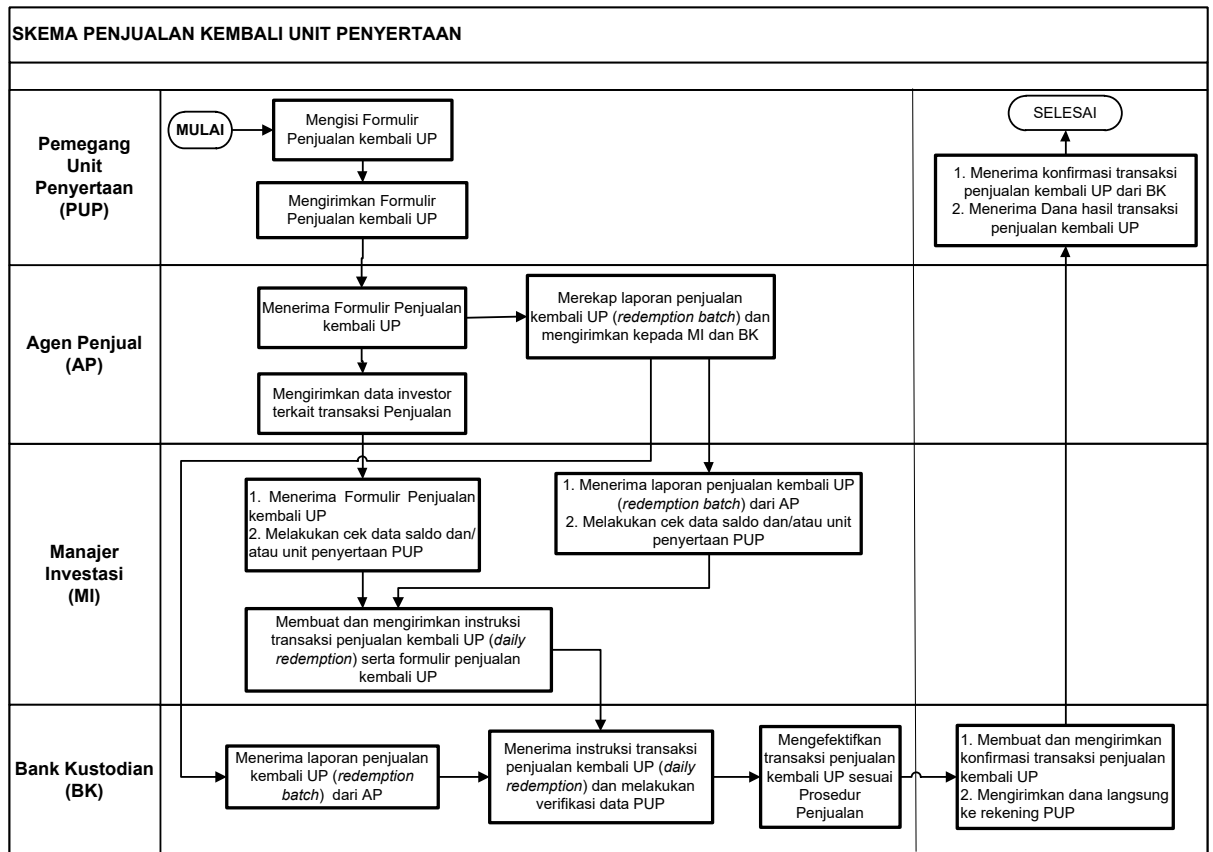 SKEMA PENJUALAN KEMBALI UNIT PENYERTAAN
Pemegang
Unit
Penyertaan
(PUP)
MULAI
Mengisi Formulir
Penjualan kembali UP
Mengirimkan Formulir
Penjualan kembali UP
SELESAI
1. Menerima konfirmasi transaksi
penjualan kembali UP dari BK
2. Menerima Dana hasil transaksi
penjualan kembali UP
Agen Penjual
(AP)
Menerima Formulir Penjualan
kembali UP
Merekap laporan penjualan
kembali UP (redemption batch) dan
mengirimkan kepada MI dan BK
Mengirimkan data investor
terkait transaksi Penjualan
Manajer
Investasi
(MI)
1. Menerima Formulir Penjualan
kembali UP
2. Melakukan cek data saldo dan/
atau unit penyertaan PUP
1. Menerima laporan penjualan kembali UP
(redemption batch) dari AP
2. Melakukan cek data saldo dan/atau unit
penyertaan PUP
Membuat dan mengirimkan instruksi
transaksi penjualan kembali UP (daily
redemption) serta formulir penjualan
kembali UP
Bank Kustodian
(BK)
Menerima laporan penjualan
kembali UP (redemption
batch) dari AP
Menerima instruksi transaksi
penjualan kembali UP (daily
redemption) dan melakukan
verifikasi data PUP
Mengefektifkan
transaksi penjualan
kembali UP sesuai
Prosedur
Penjualan
1. Membuat dan mengirimkan
konfirmasi transaksi penjualan
kembali UP
2. Mengirimkan dana langsung
ke rekening PUP